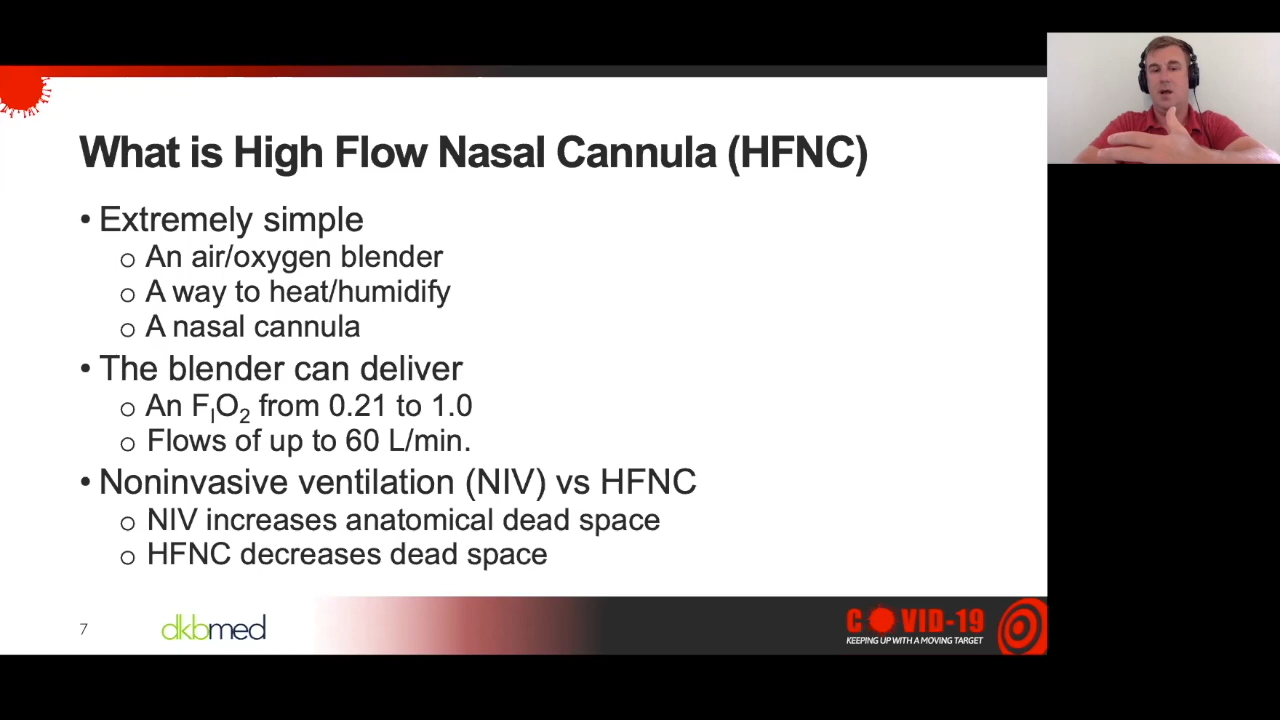 What is High Flow Nasal Cannula (HFNC)
• Extremely simple
o An air/oxygen blender
o A way to heat/humidify
o A nasal cannula
• The blender can deliver
o An FIO2 from 0.21 to 1.0
o Flows of up to 60 L/min.
• Noninvasive ventilation (NIV) vs HFNC
o NIV increases anatomical dead space
o HFNC decreases dead space
7
dkbmed
COVID-19
KEEPING UP WITH A MOVING TARGET